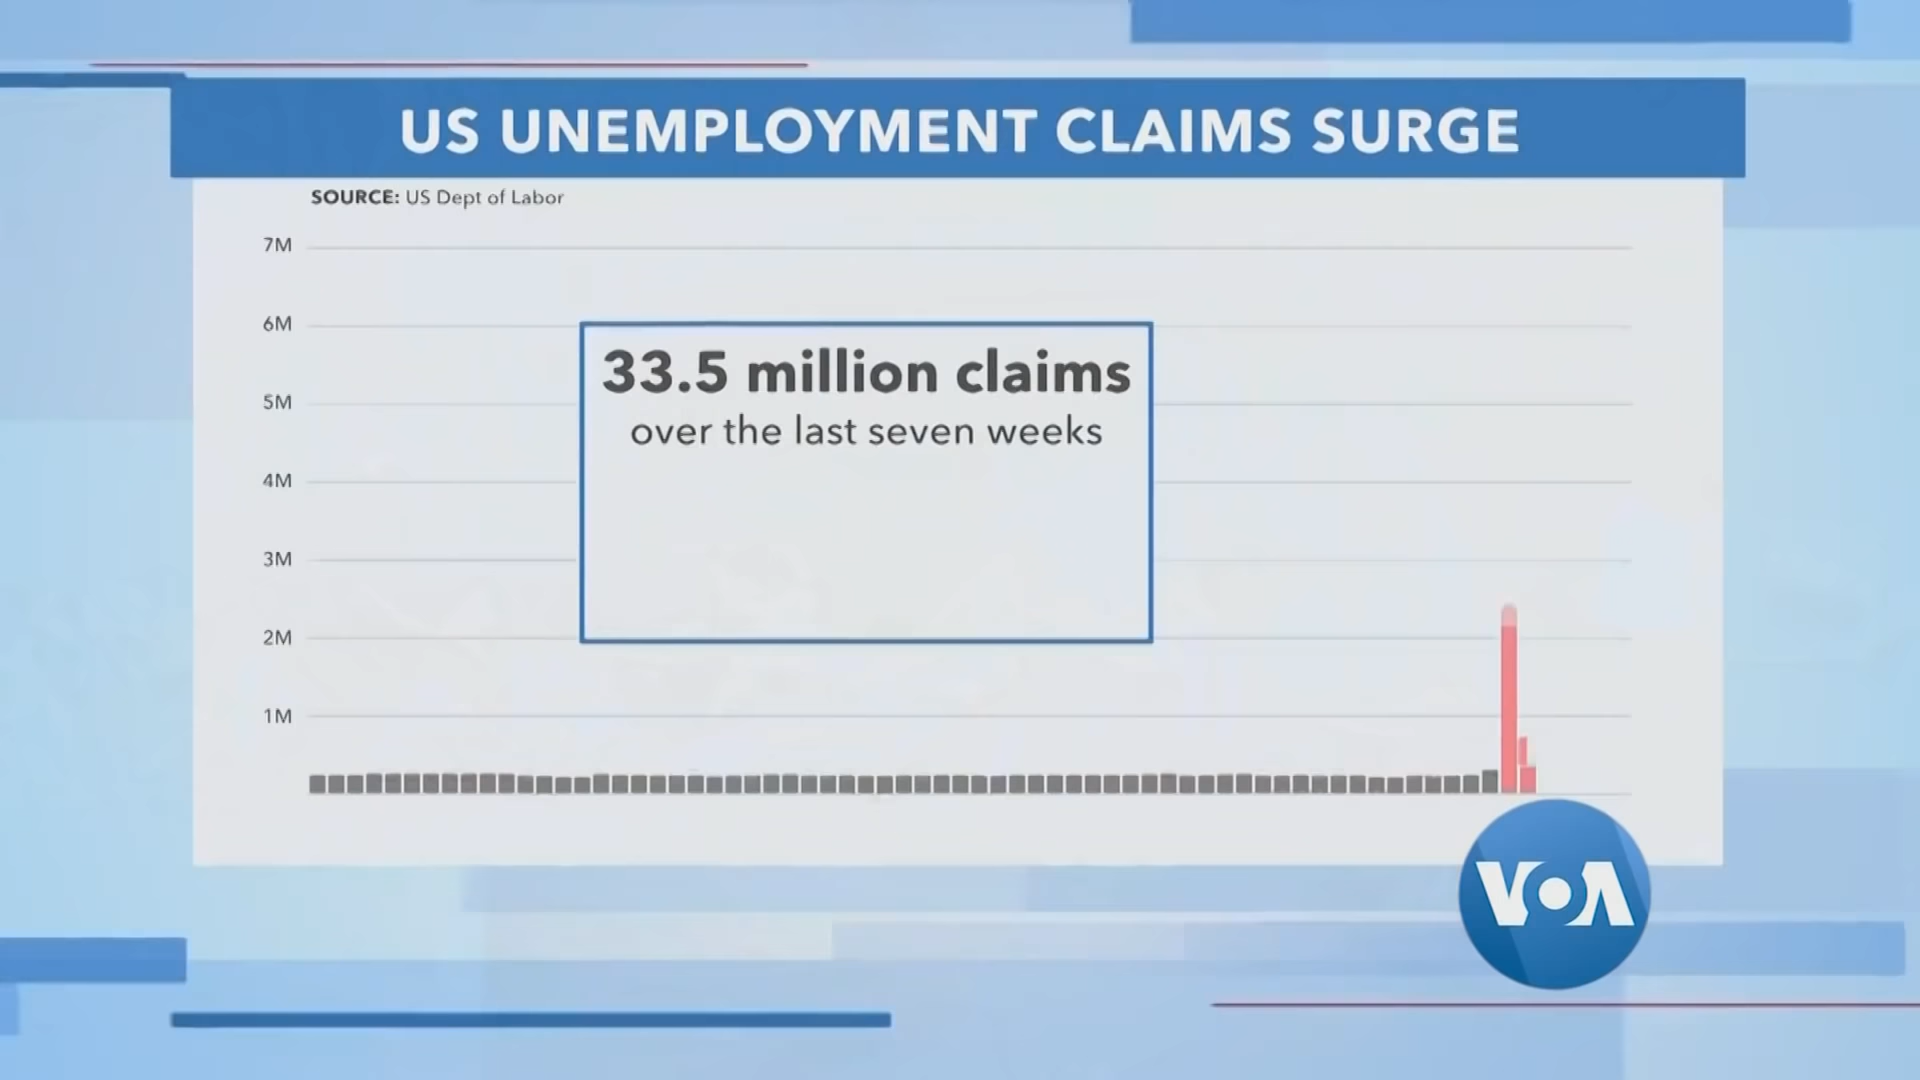 US UNEMPLOYMENT CLAIMS SURGE
SOURCE: US Dept of Labor
7M
6M
5M
4M
3M
2M
1M
33.5 million claims
over the last seven weeks
VOA